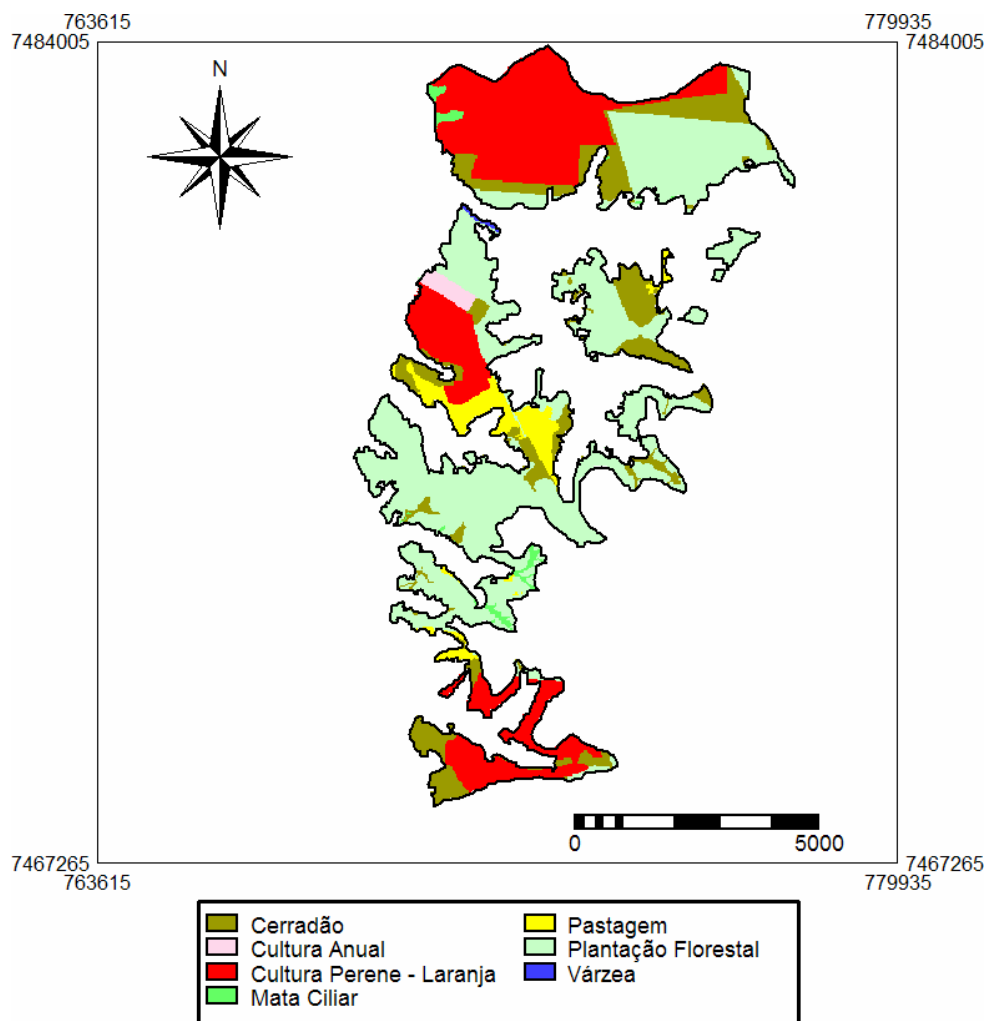 763615 779935
7484005 7484005
N
0 5000
7467265 7467265
763615 779935
Cerradão Pastagem
Cultura Anual Plantação Florestal
Cultura Perene - Laranja Várzea
Mata Ciliar